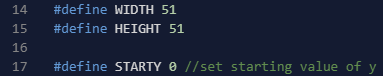 14 #define WIDTH 51
15 #define HEIGHT 51
16
17 #define STARTY 0 //set starting value of y